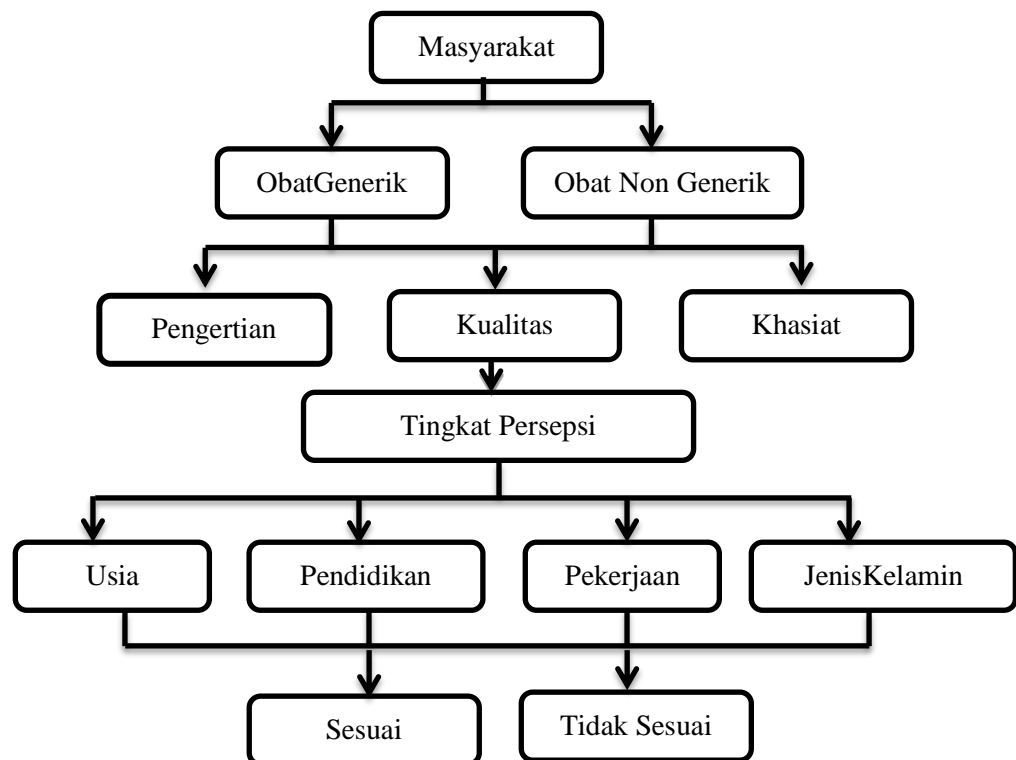 Masyarakat
ObatGenerik
Obat Non Generik
Pengertian
Kualitas
Khasiat
Tingkat Persepsi
Usia
Pendidikan
Pekerjaan
JenisKelamin
Sesuai
Tidak Sesuai